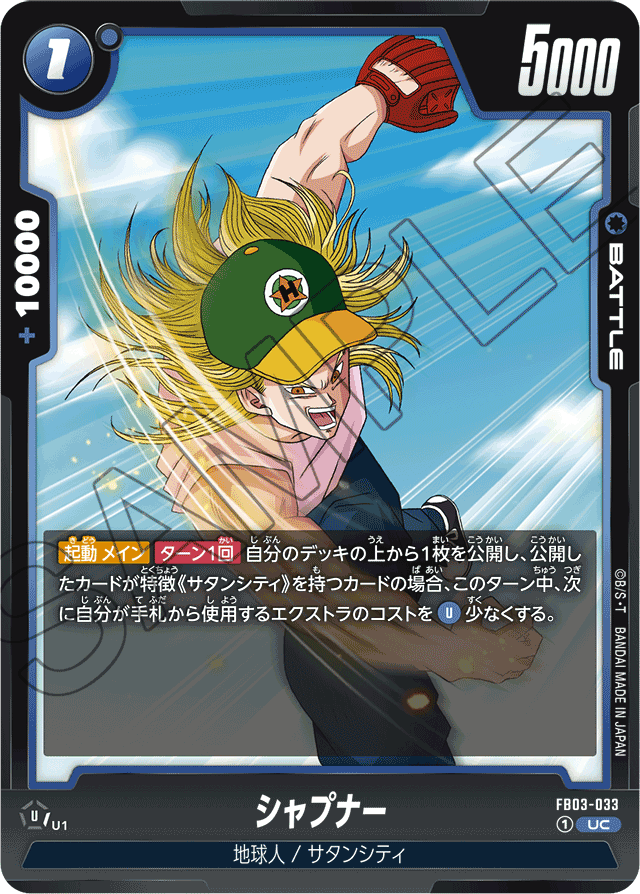 1
5000
+ 10000
BATTLE
SAMPLE
H
起動 メイン ターン1回 自分のデッキの上から1枚を公開し、公開し
たカードが特徴《サタンシティ》を持つカードの場合、このターン中、次
に自分が手札から使用するエクストラのコストを U 少なくする。
©B/S・T BANDAI MADE IN JAPAN
シャプナー
FB03-033
U U1
1 UC
地球人 / サタンシティ